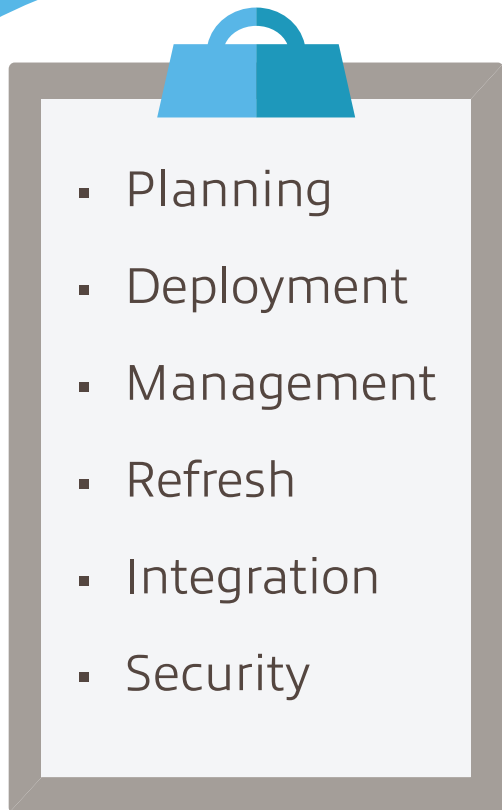 ▪ Planning
▪ Deployment
▪ Management
▪ Refresh
▪ Integration
▪ Security